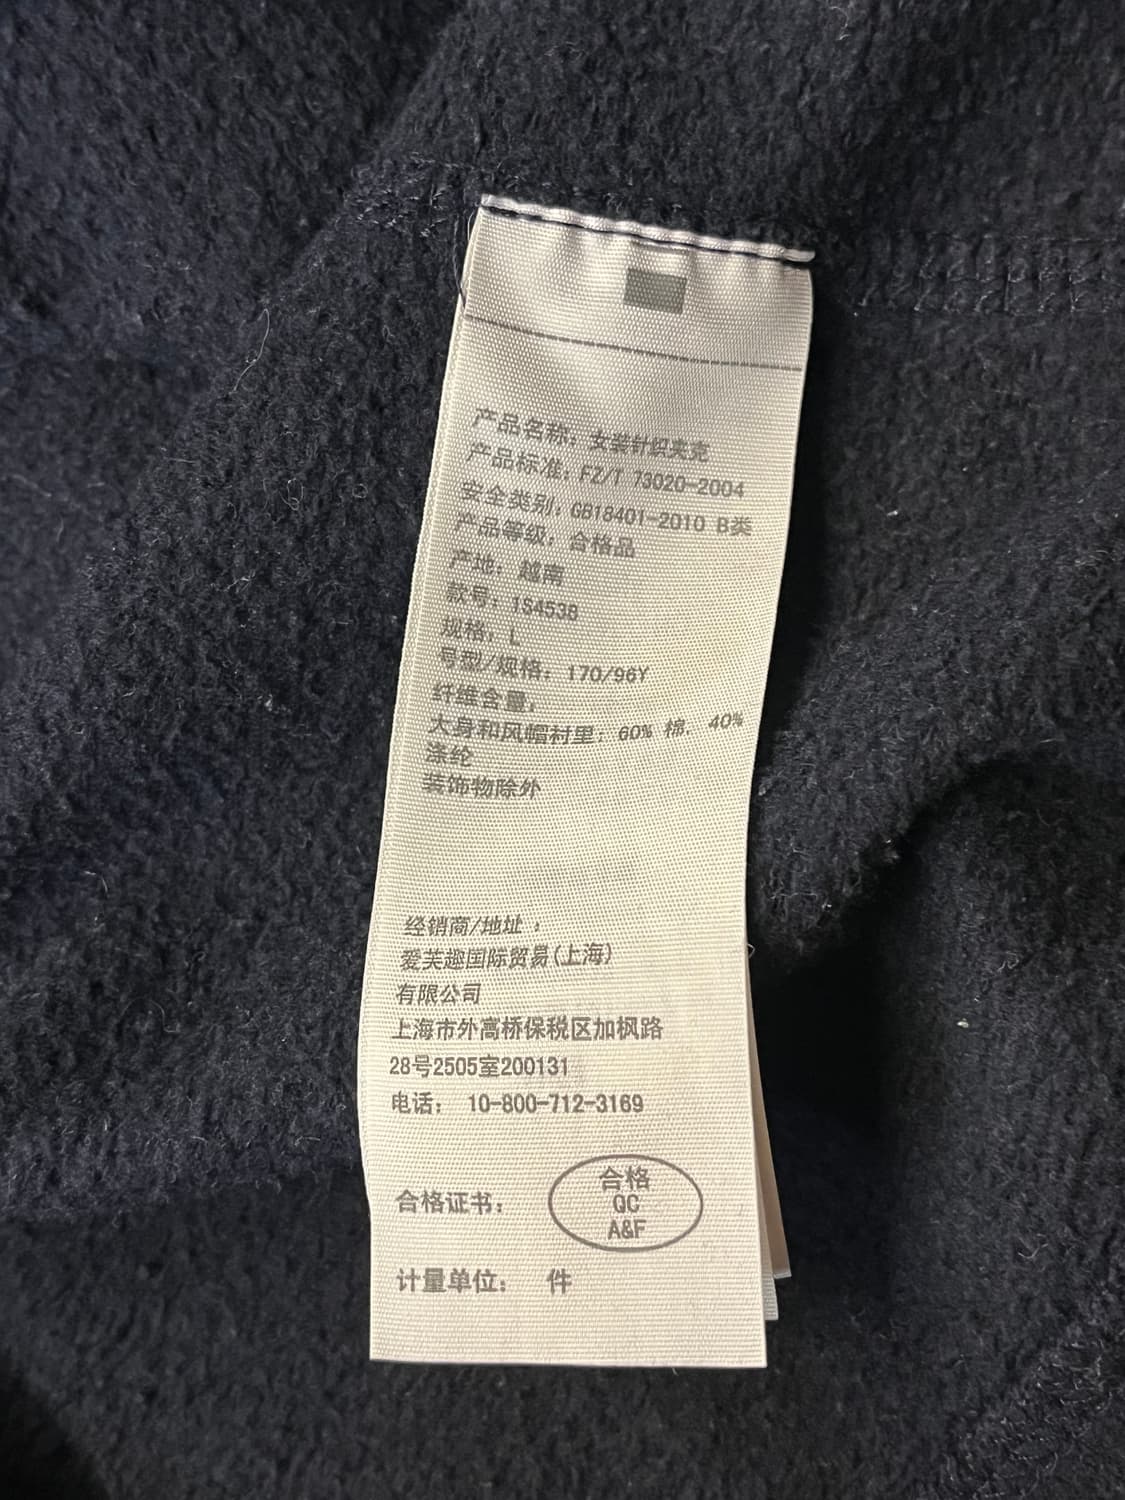 产品名称：女装针织夹克
产品标准：FZ/T 73020-2004
安全类别：GB18401-2010 B类
产品等级：合格品
产地：越南
款号：1S4538
规格：L
号型/规格：170/96Y
纤维含量：
大身和风帽衬里：60% 棉，40%
涤纶
装饰物除外
经销商/地址：
爱芙趣国际贸易(上海)
有限公司
上海市外高桥保税区加枫路
28号2505室200131
电话： 10-800-712-3169
合格证书：
合格
QC
A&F
计量单位： 件